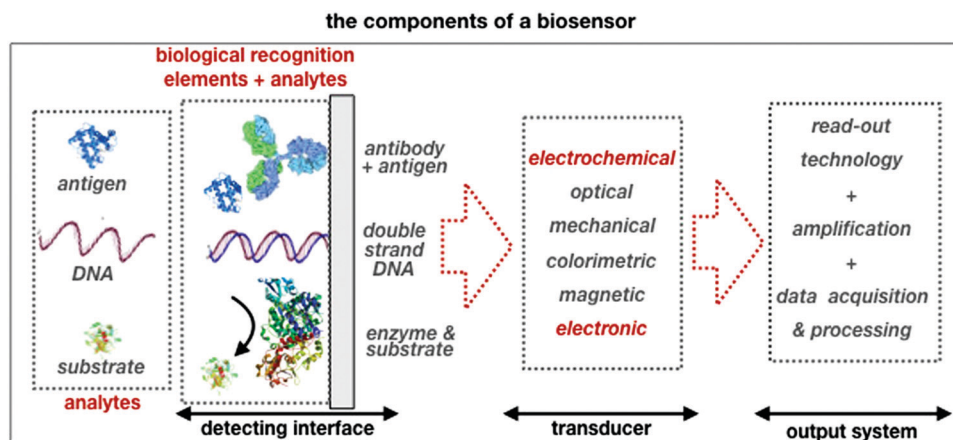 the components of a biosensor
biological recognition
elements + analytes
antigen
DNA
substrate
analytes
antibody
+ antigen
double
strand
DNA
enzyme &
substrate
detecting interface
electrochemical
optical
mechanical
colorimetric
magnetic
electronic
transducer
read-out
technology
+
amplification
+
data acquisition
& processing
output system